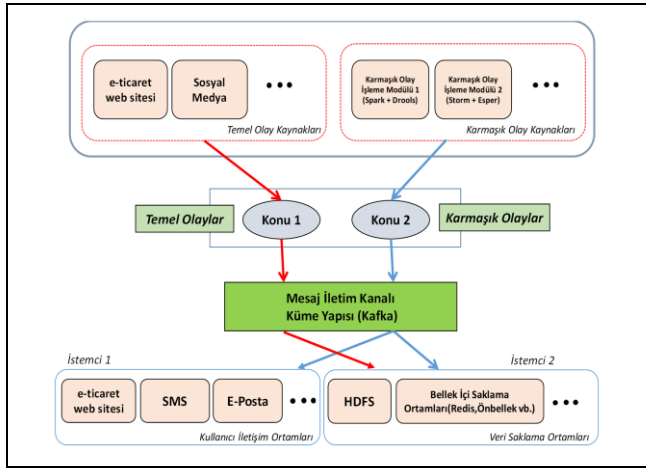 e-ticaret
web sitesi
Sosyal
Medya
•••
Temel Olay Kaynakları
Karmaşık Olay
İşleme Modülü 1
(Spark + Drools)
Karmaşık Olay
İşleme Modülü 2
(Storm + Esper)
•••
Karmaşık Olay Kaynakları
Temel Olaylar
Konu 1
Konu 2
Karmaşık Olaylar
Mesaj İletim Kanalı
Küme Yapısı (Kafka)
İstemci 1
e-ticaret
web sitesi
SMS
E-Posta
•••
Kullanıcı İletişim Ortamları
İstemci 2
HDFS
Bellek İçi Saklama
Ortamları(Redis,Önbellek vb.)
•••
Veri Saklama Ortamları